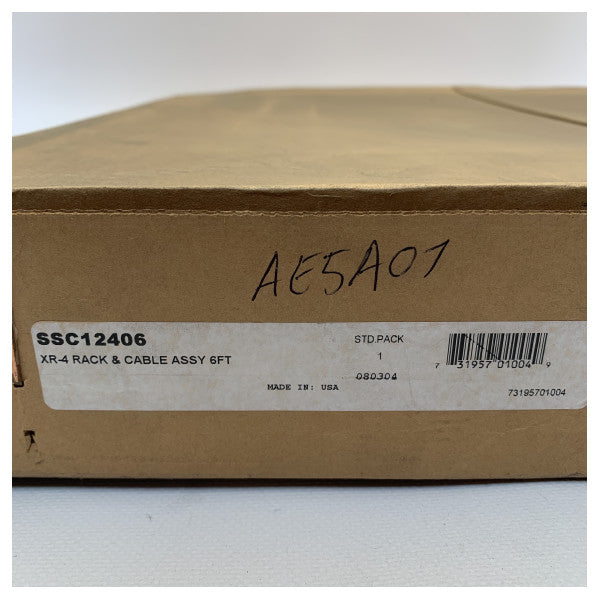 AE5A01
SSC12406
XR-4 RACK & CABLE ASSY 6FT
STD.PACK
1
080304
MADE IN: USA
7 31957 01004 9
73195701004